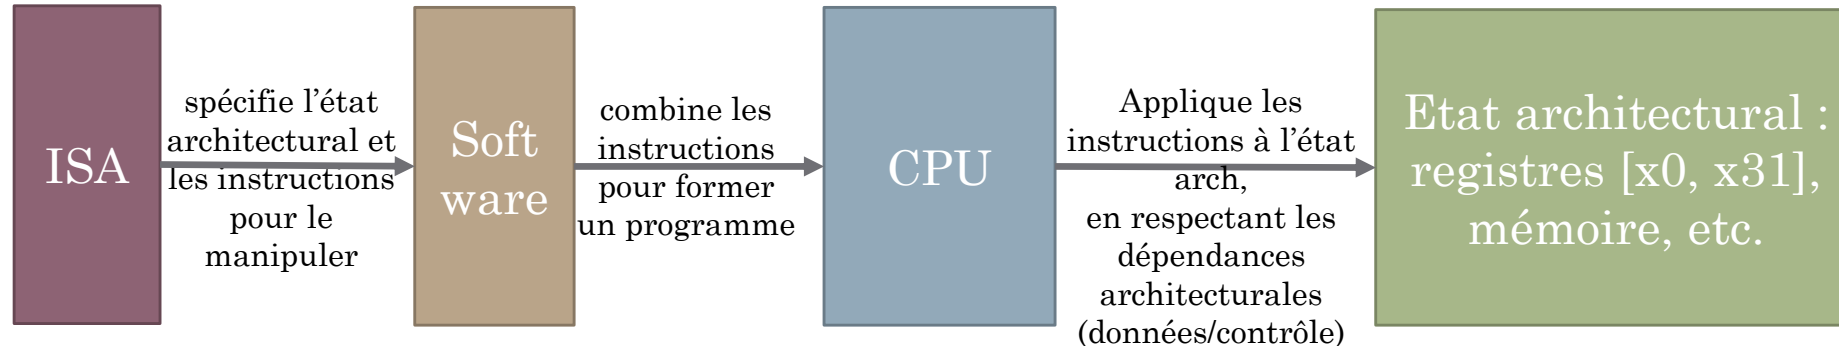 ISA
spécifie l’état
architectural et
les instructions
pour le
manipuler
Soft
ware
combine les
instructions
pour former
un programme
CPU
Applique les
instructions à l’état
arch,
en respectant les
dépendances
architecturales
(données/contrôle)
Etat architectural :
registres [x0, x31],
mémoire, etc.